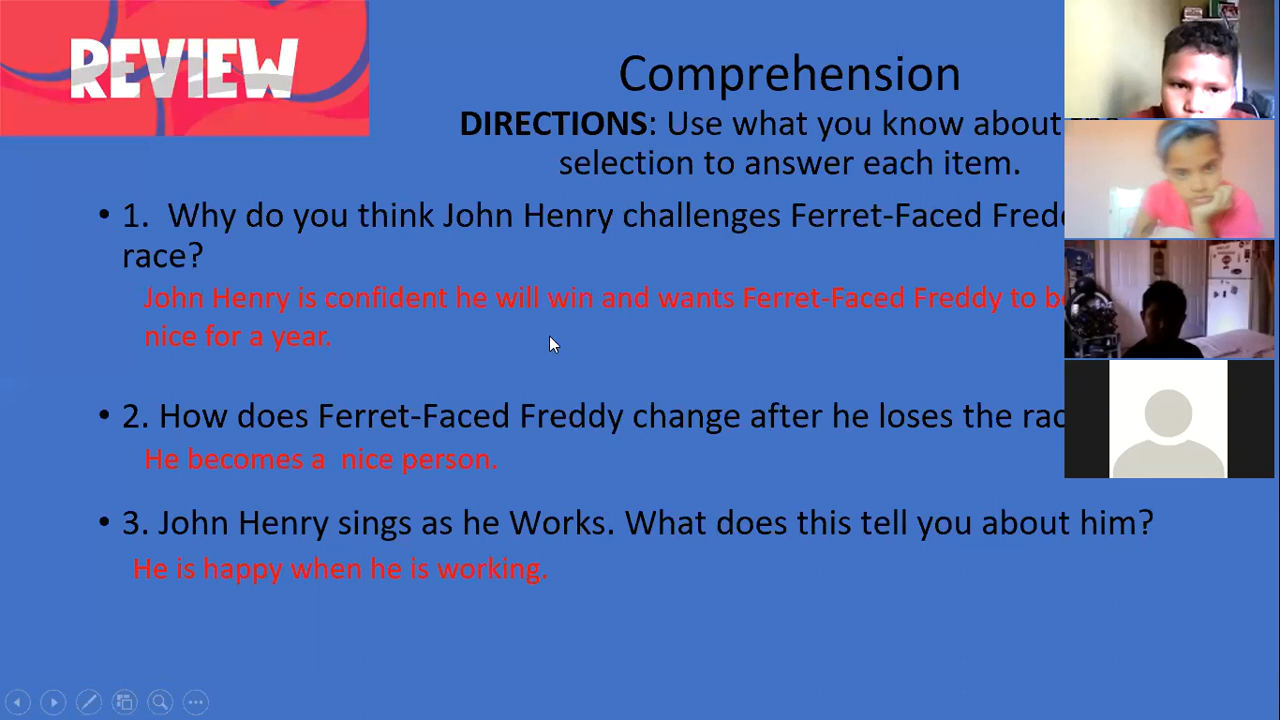 REVIEW
Comprehension
DIRECTIONS: Use what you know about
selection to answer each item.
• 1. Why do you think John Henry challenges Ferret-Faced
race?
John Henry is confident he will win and wants Ferret-Faced Freddy to
nice for a year.
• 2. How does Ferret-Faced Freddy change after he loses the
He becomes a nice person.
• 3. John Henry sings as he Works. What does this tell you about him?
He is happy when he is working.